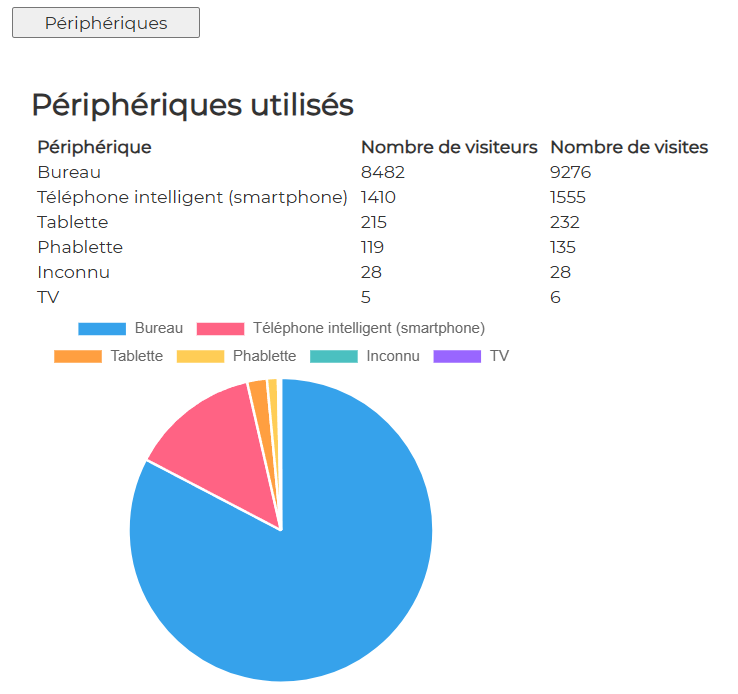 Périphériques
Périphériques utilisés
Périphérique Nombre de visiteurs Nombre de visites
Bureau 8482 9276
Téléphone intelligent (smartphone) 1410 1555
Tablette 215 232
Phablette 119 135
Inconnu 28 28
TV 5 6
Bureau Téléphone intelligent (smartphone)
Tablette Phablette Inconnu TV